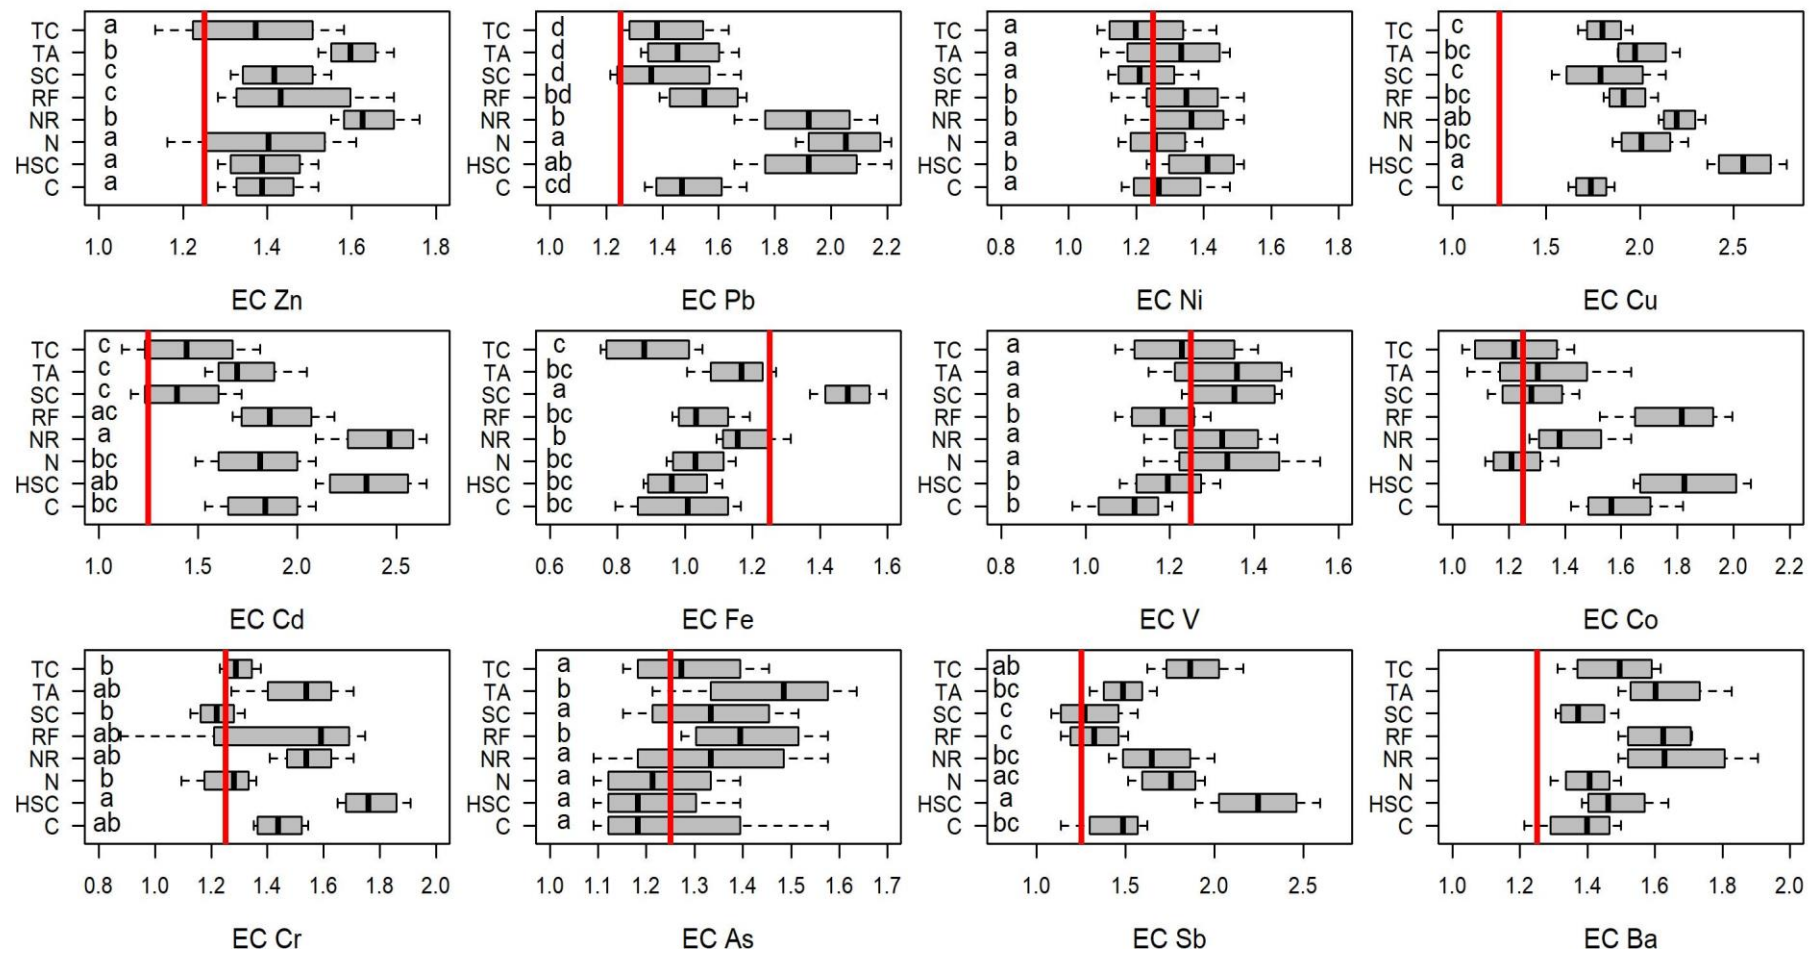 TC a
TA b
SC c
RF c
NR b
N a
HSC a
C a
1.0 1.2 1.4 1.6 1.8
EC Zn
TC d
TA d
SC d
RF bd
NR b
N a
HSC ab
C cd
1.0 1.2 1.4 1.6 1.8 2.0 2.2
EC Pb
TC a
TA a
SC a
RF b
NR b
N a
HSC b
C a
0.8 1.0 1.2 1.4 1.6 1.8
EC Ni
TC c
TA bc
SC c
RF bc
NR ab
N bc
HSC a
C c
1.0 1.5 2.0 2.5
EC Cu
TC c
TA c
SC c
RF ac
NR a
N bc
HSC ab
C bc
1.0 1.5 2.0 2.5
EC Cd
TC c
TA bc
SC a
RF bc
NR b
N bc
HSC bc
C bc
0.6 0.8 1.0 1.2 1.4 1.6
EC Fe
TC a
TA a
SC a
RF b
NR a
N a
HSC b
C b
1.0 1.2 1.4 1.6
EC V
TC
TA
SC
RF
NR
N
HSC
C
1.0 1.2 1.4 1.6 1.8 2.0 2.2
EC Co
TC b
TA ab
SC b
RF ab
NR ab
N b
HSC a
C ab
0.8 1.0 1.2 1.4 1.6 1.8 2.0
EC Cr
TC a
TA b
SC a
RF b
NR a
N a
HSC a
C a
1.0 1.1 1.2 1.3 1.4 1.5 1.6 1.7
EC As
TC ab
TA bc
SC c
RF c
NR bc
N ac
HSC a
C bc
1.0 1.5 2.0 2.5
EC Sb
TC
TA
SC
RF
NR
N
HSC
C
1.0 1.2 1.4 1.6 1.8 2.0
EC Ba